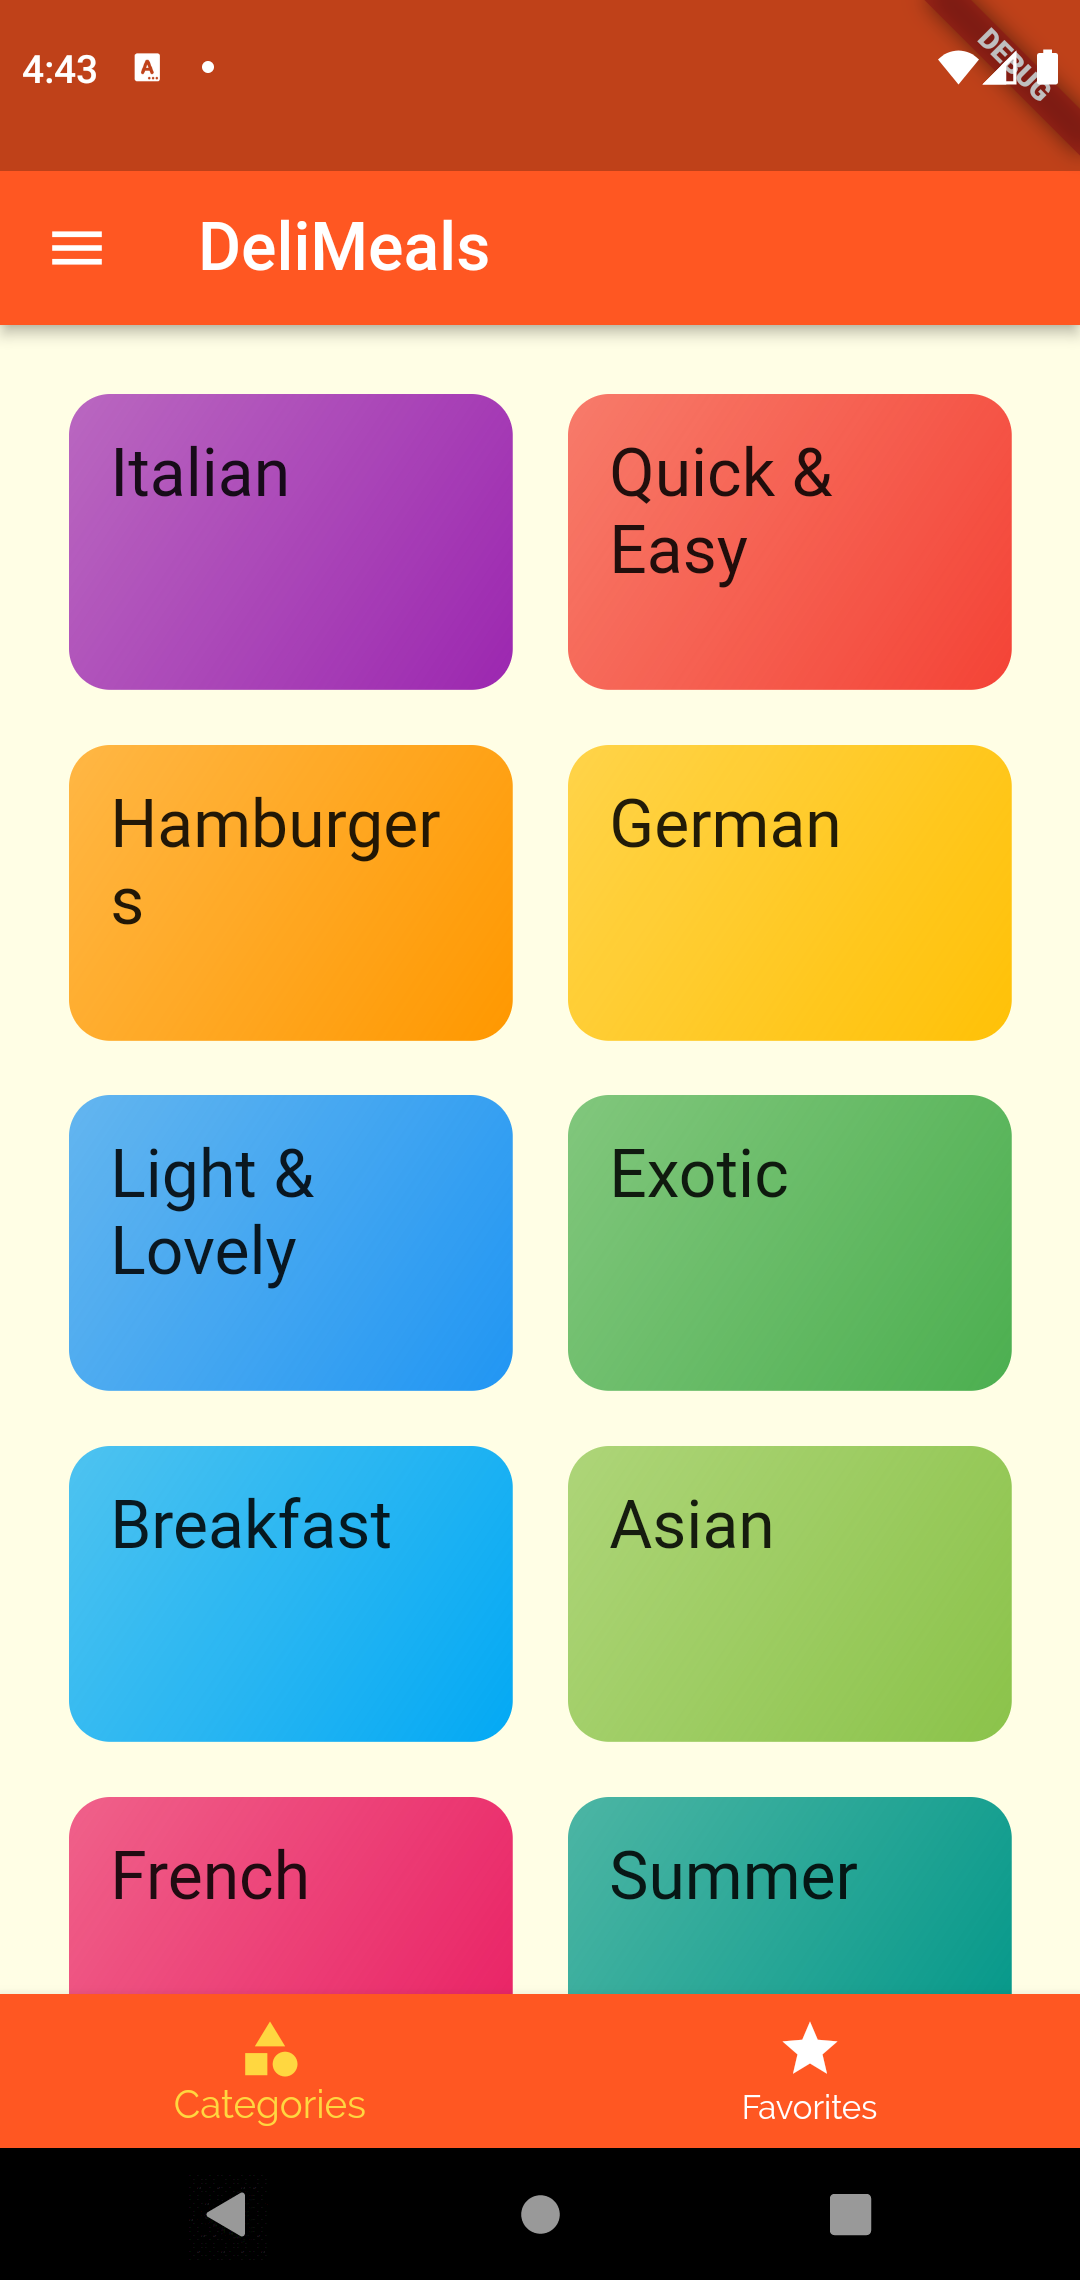 4:43
DEBUG
DeliMeals
Italian
Quick &
Easy
Hamburger
s
German
Light &
Lovely
Exotic
Breakfast
Asian
French
Summer
Categories
Favorites